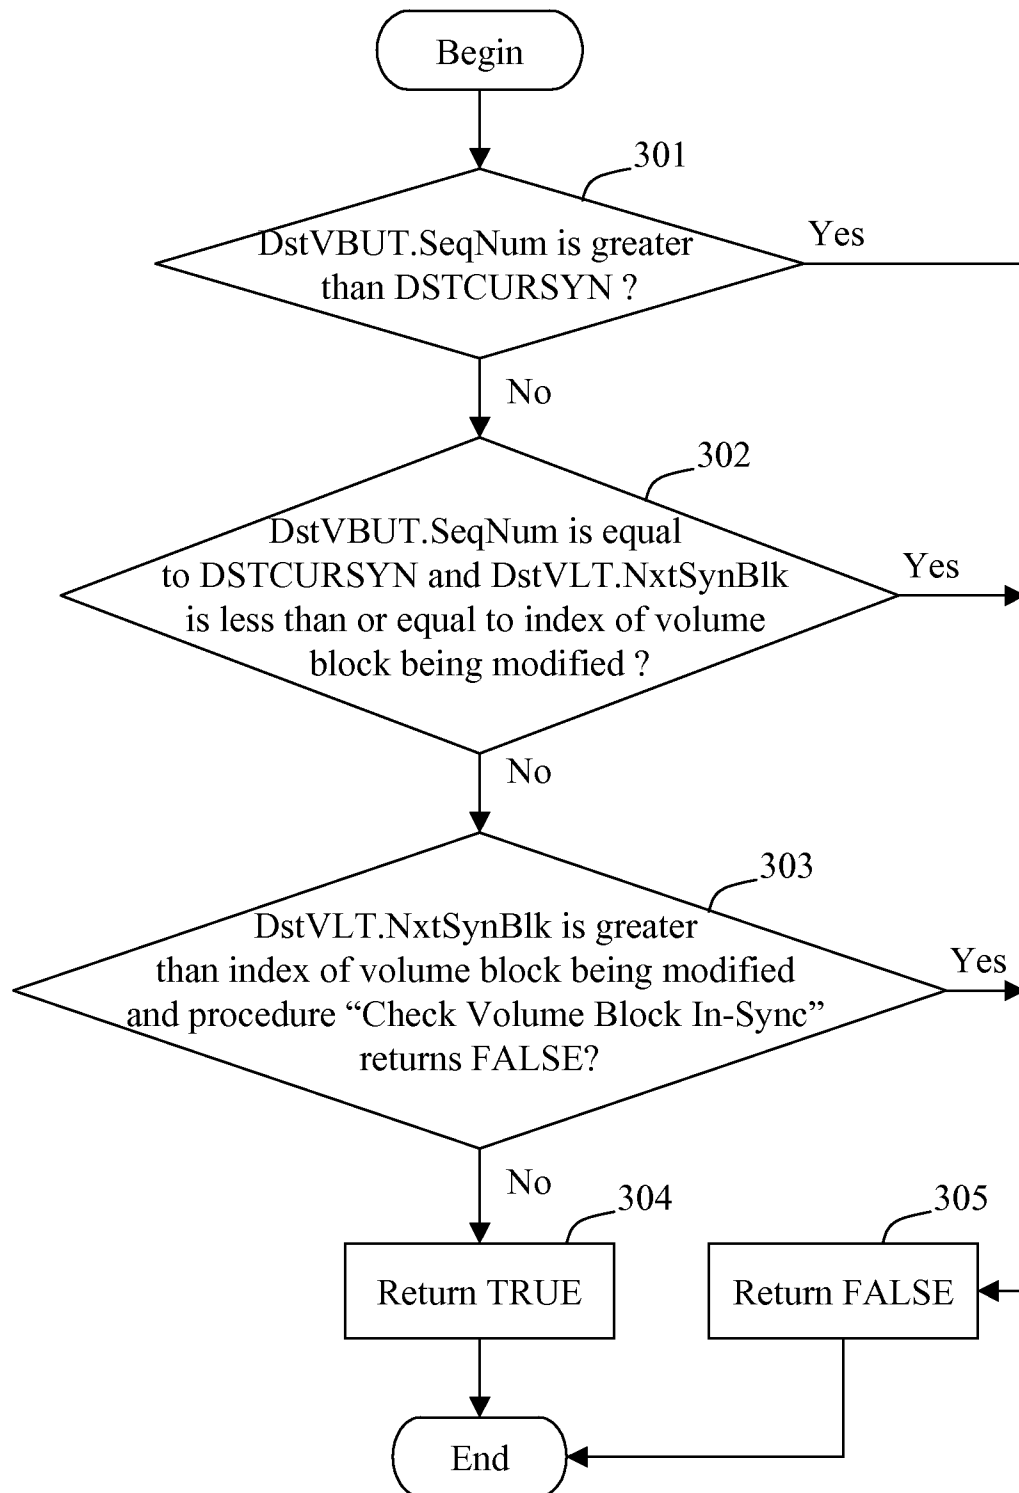 Begin
301
DstVBUT.SeqNum is greater
than DSTCURSYN ?
Yes
No
302
DstVBUT.SeqNum is equal
to DSTCURSYN and DstVLT.NxtSynBlk
is less than or equal to index of volume
block being modified ?
Yes
No
303
DstVLT.NxtSynBlk is greater
than index of volume block being modified
and procedure “Check Volume Block In-Sync”
returns FALSE?
Yes
No
304
305
Return TRUE
Return FALSE
End